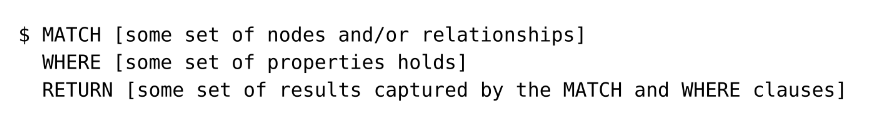 $ MATCH [some set of nodes and/or relationships]
WHERE [some set of properties holds]
RETURN [some set of results captured by the MATCH and WHERE clauses]